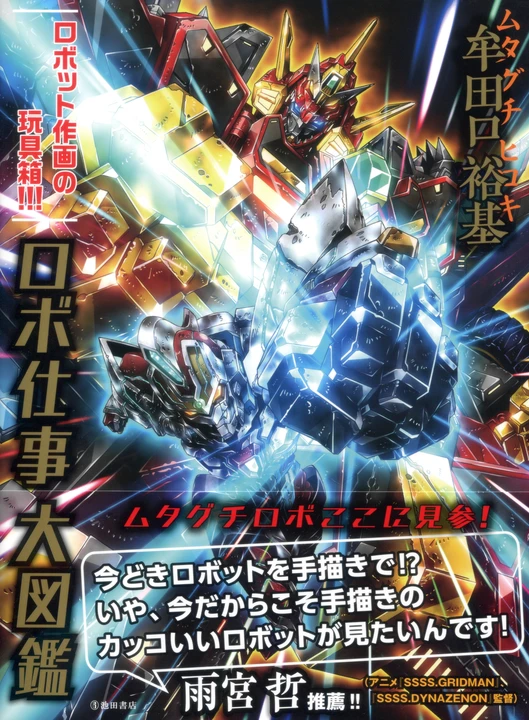 ムタグチ ヒロキ
牟田口裕基
ロボット作画の
玩具箱!!!
ロボ仕事大図鑑
ムタグチロボここに見参!
今どきロボットを手描きで!?
いや、今だからこそ手描きの
カッコいいロボットが見たいんです!
雨宮 哲 推薦!!
(アニメ『SSSS.GRIDMAN』、
『SSSS.DYNAZENON』監督)
池田書店